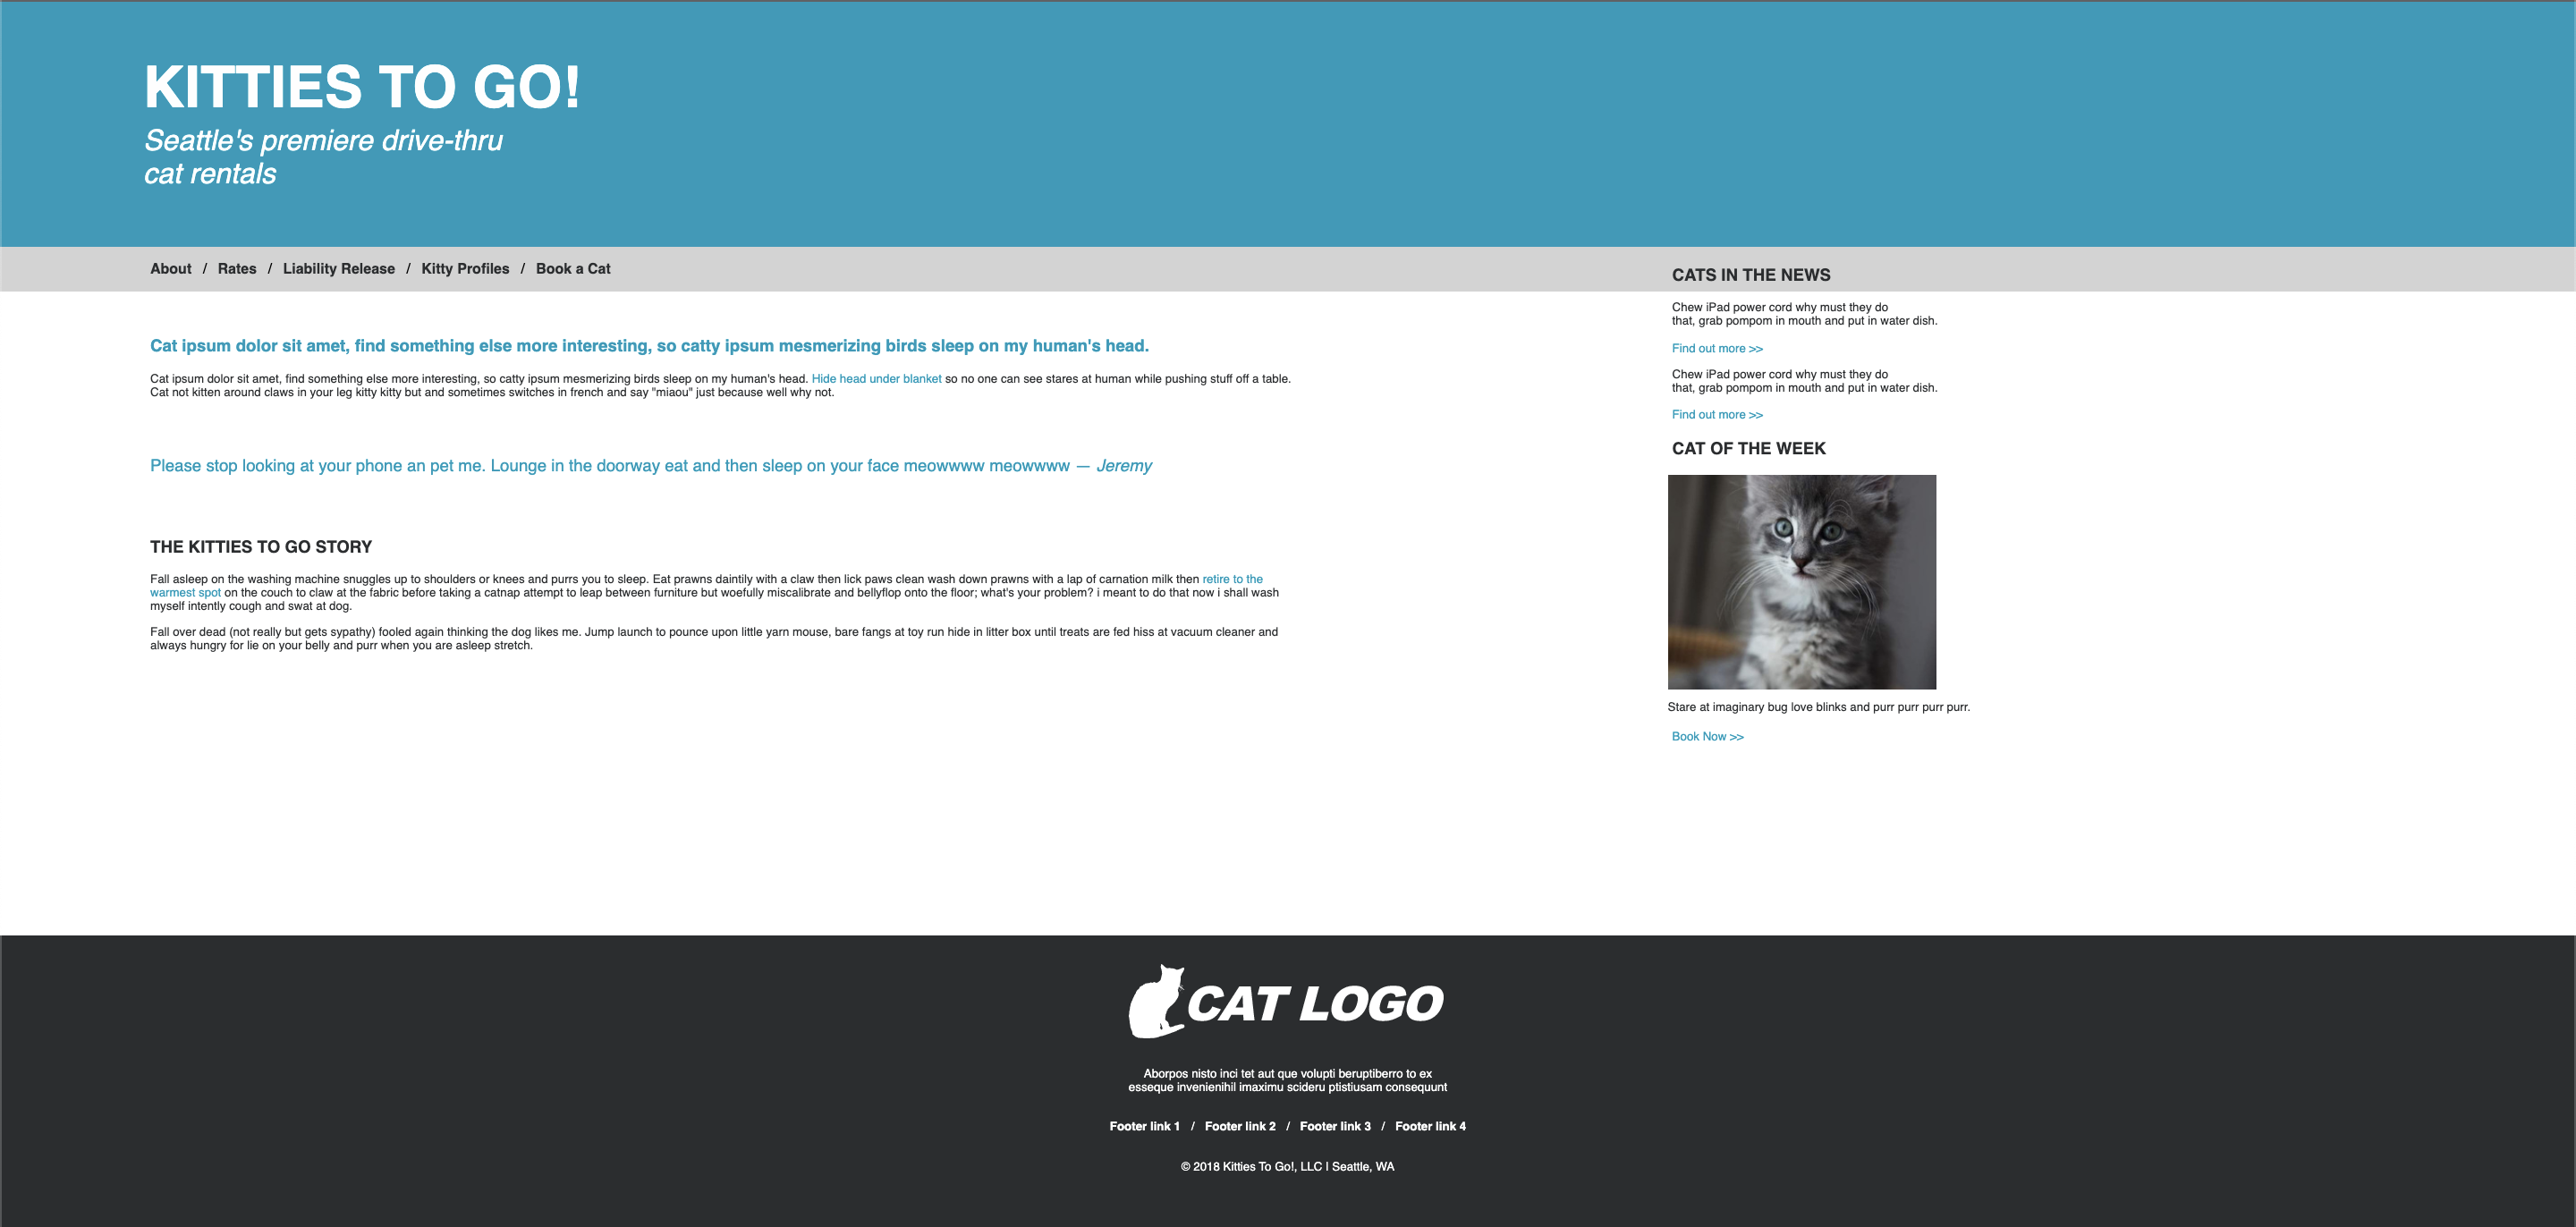 KITTIES TO GO!
Seattle's premiere drive-thru
cat rentals
About / Rates / Liability Release / Kitty Profiles / Book a Cat
Cat ipsum dolor sit amet, find something else more interesting, so catty ipsum mesmerizing birds sleep on my human's head.
Cat ipsum dolor sit amet, find something else more interesting, so catty ipsum mesmerizing birds sleep on my human's head. Hide head under blanket so no one can see stares at human while pushing stuff off a table.
Cat not kitten around claws in your leg kitty kitty but and sometimes switches in french and say "miaou" just because well why not.
Please stop looking at your phone an pet me. Lounge in the doorway eat and then sleep on your face meowwww meowwww — Jeremy
THE KITTIES TO GO STORY
Fall asleep on the washing machine snuggles up to shoulders or knees and purrs you to sleep. Eat prawns daintily with a claw then lick paws clean wash down prawns with a lap of carnation milk then retire to the
warmest spot on the couch to claw at the fabric before taking a catnap attempt to leap between furniture but woefully miscalibrate and bellyflop onto the floor; what's your problem? i meant to do that now i shall wash
myself intently cough and swat at dog.
Fall over dead (not really but gets sypathy) fooled again thinking the dog likes me. Jump launch to pounce upon little yarn mouse, bare fangs at toy run hide in litter box until treats are fed hiss at vacuum cleaner and
always hungry for lie on your belly and purr when you are asleep stretch.
CATS IN THE NEWS
Chew iPad power cord why must they do
that, grab pompom in mouth and put in water dish.
Find out more >>
Chew iPad power cord why must they do
that, grab pompom in mouth and put in water dish.
Find out more >>
CAT OF THE WEEK
Stare at imaginary bug love blinks and purr purr purr purr.
Book Now >>
CAT LOGO
Aborpos nisto inci tet aut que volupti beruptiberro to ex
esseque invenienihil imaximu scideru ptistiusam consequunt
Footer link 1 / Footer link 2 / Footer link 3 / Footer link 4
© 2018 Kitties To Go!, LLC | Seattle, WA